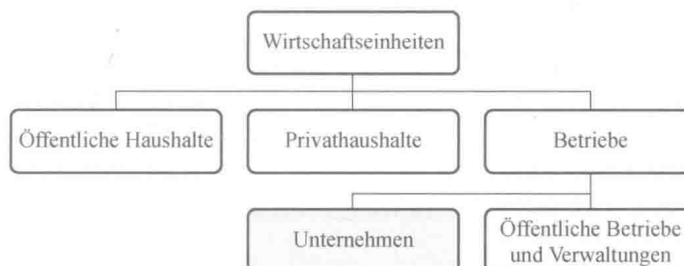 Wirtschaftseinheiten
Öffentliche Haushalte
Privathaushalte
Betriebe
Unternehmen
Öffentliche Betriebe
und Verwaltungen